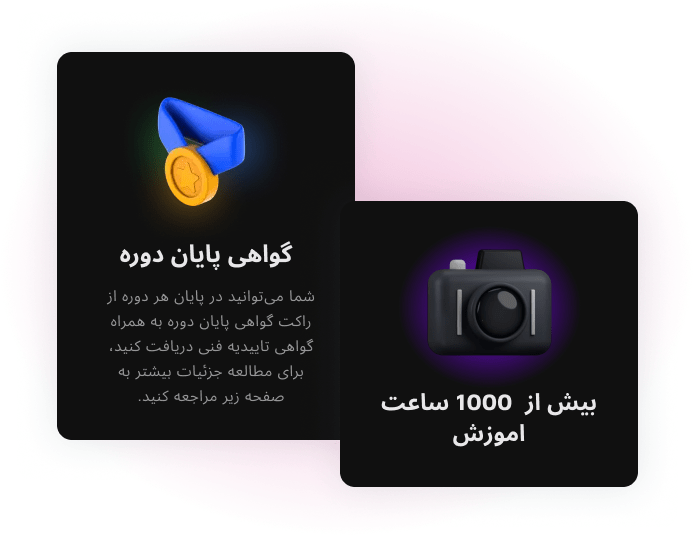 گواهی پایان دوره
شما می‌توانید در پایان هر دوره از
راکت گواهی پایان دوره به همراه
گواهی تاییدیه فنی دریافت کنید،
برای مطالعه جزئیات بیشتر به
صفحه زیر مراجعه کنید.
بیش از 1000 ساعت
اموزش